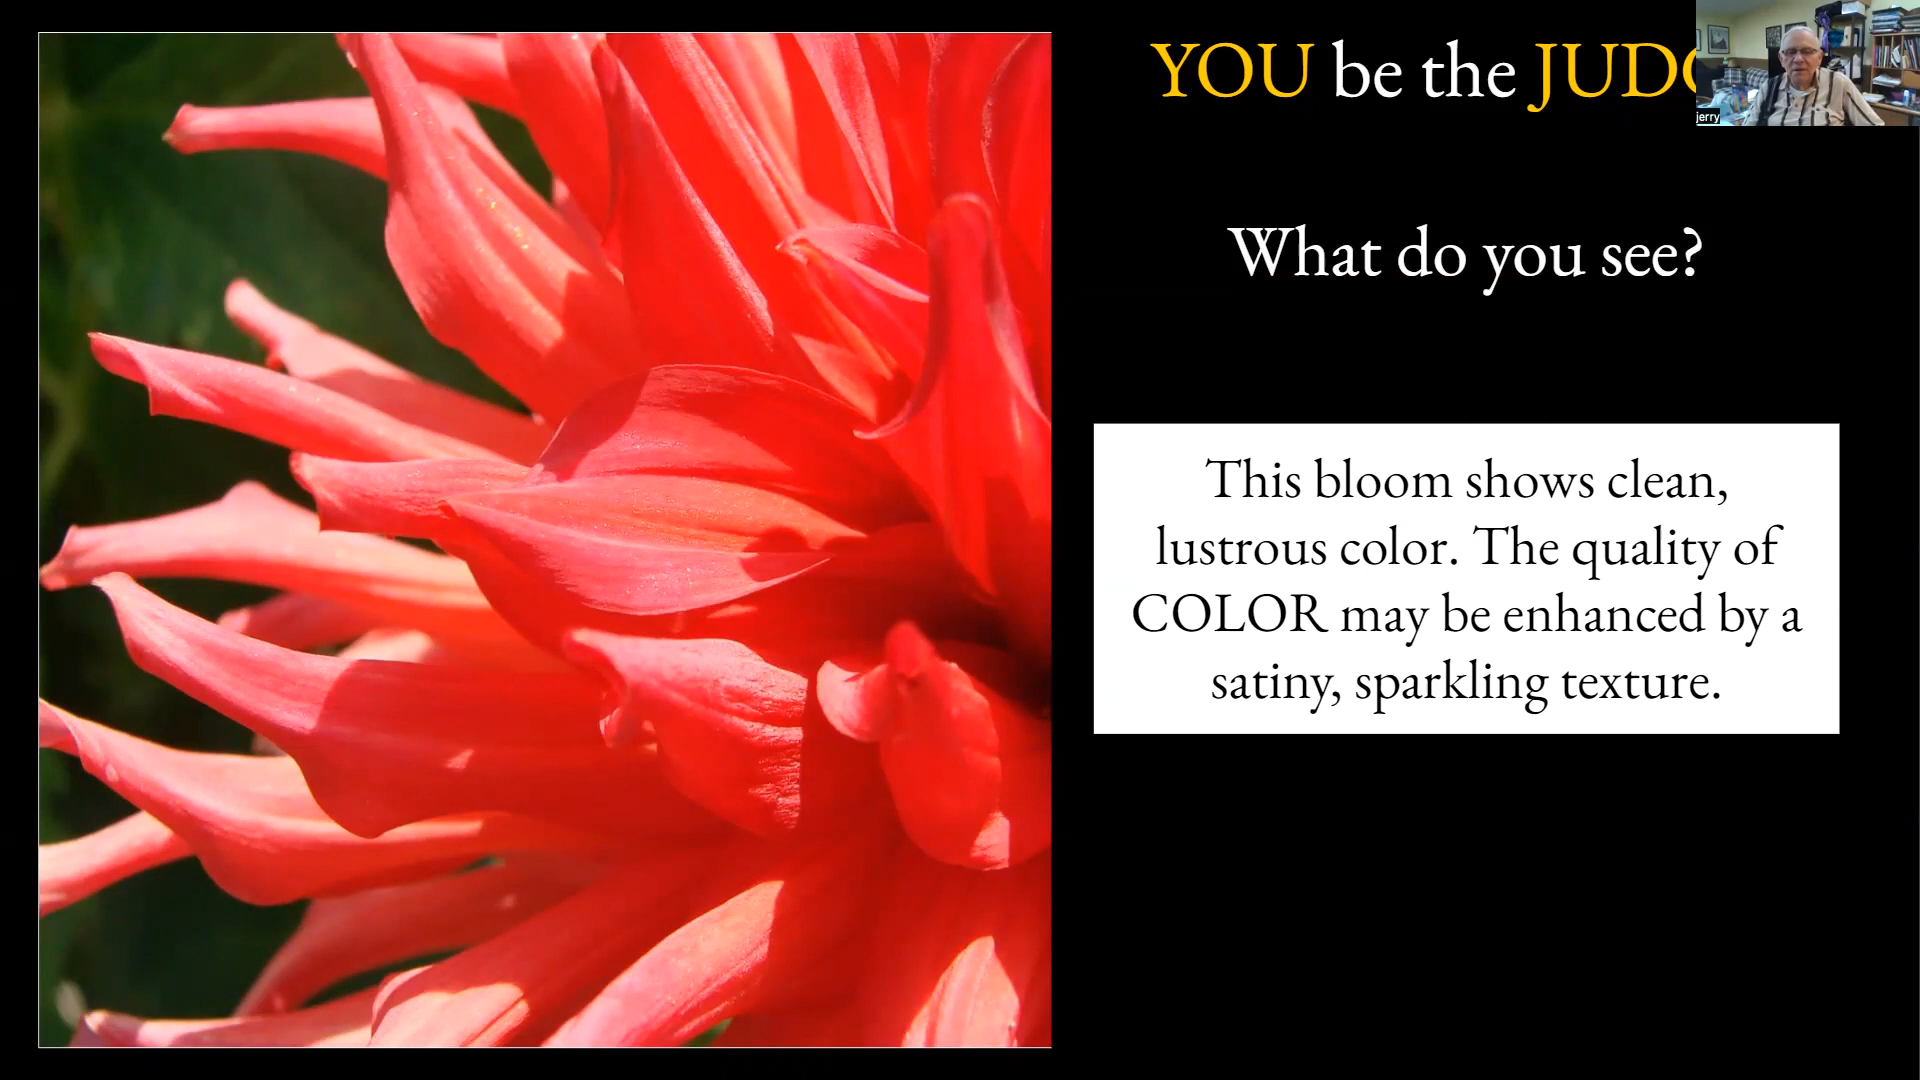 YOU be the JUD
What do you see?
This bloom shows clean,
lustrous color. The quality of
COLOR may be enhanced by a
satiny, sparkling texture.
jerry